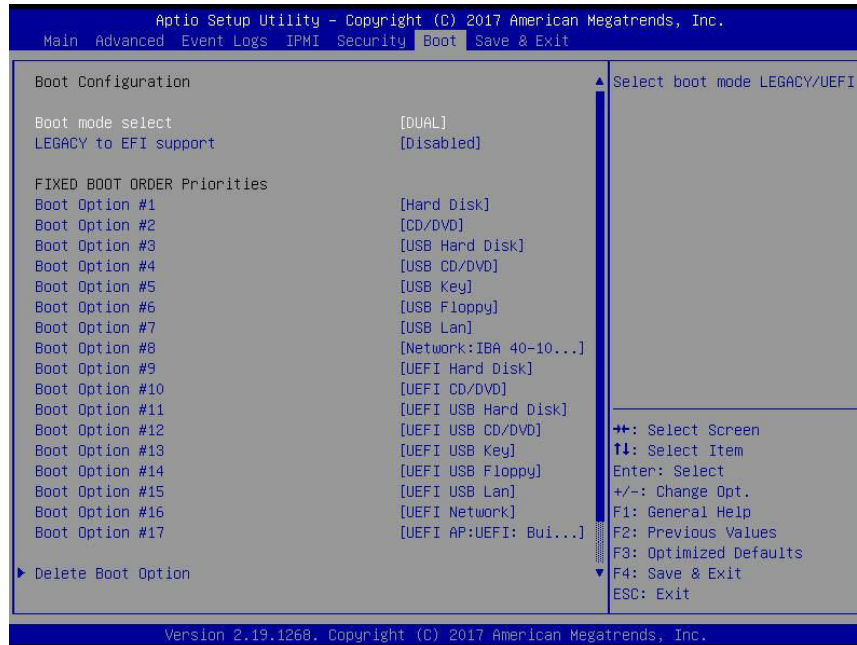 Aptio Setup Utility – Copyright (C) 2017 American Megatrends, Inc.
Main Advanced Event Logs IPMI Security Boot Save & Exit
Boot Configuration
Select boot mode LEGACY/UEFI
Boot mode select [DUAL]
LEGACY to EFI support [Disabled]
FIXED BOOT ORDER Priorities
Boot Option #1 [Hard Disk]
Boot Option #2 [CD/DVD]
Boot Option #3 [USB Hard Disk]
Boot Option #4 [USB CD/DVD]
Boot Option #5 [USB Key]
Boot Option #6 [USB Floppy]
Boot Option #7 [USB Lan]
Boot Option #8 [Network:IBA 40-10...]
Boot Option #9 [UEFI Hard Disk]
Boot Option #10 [UEFI CD/DVD]
Boot Option #11 [UEFI USB Hard Disk]
Boot Option #12 [UEFI USB CD/DVD]
Boot Option #13 [UEFI USB Key]
Boot Option #14 [UEFI USB Floppy]
Boot Option #15 [UEFI USB Lan]
Boot Option #16 [UEFI Network]
Boot Option #17 [UEFI AP:UEFI: Bui...]
Delete Boot Option
→←: Select Screen
↑↓: Select Item
Enter: Select
+/-: Change Opt.
F1: General Help
F2: Previous Values
F3: Optimized Defaults
F4: Save & Exit
ESC: Exit
Version 2.19.1268. Copyright (C) 2017 American Megatrends, Inc.